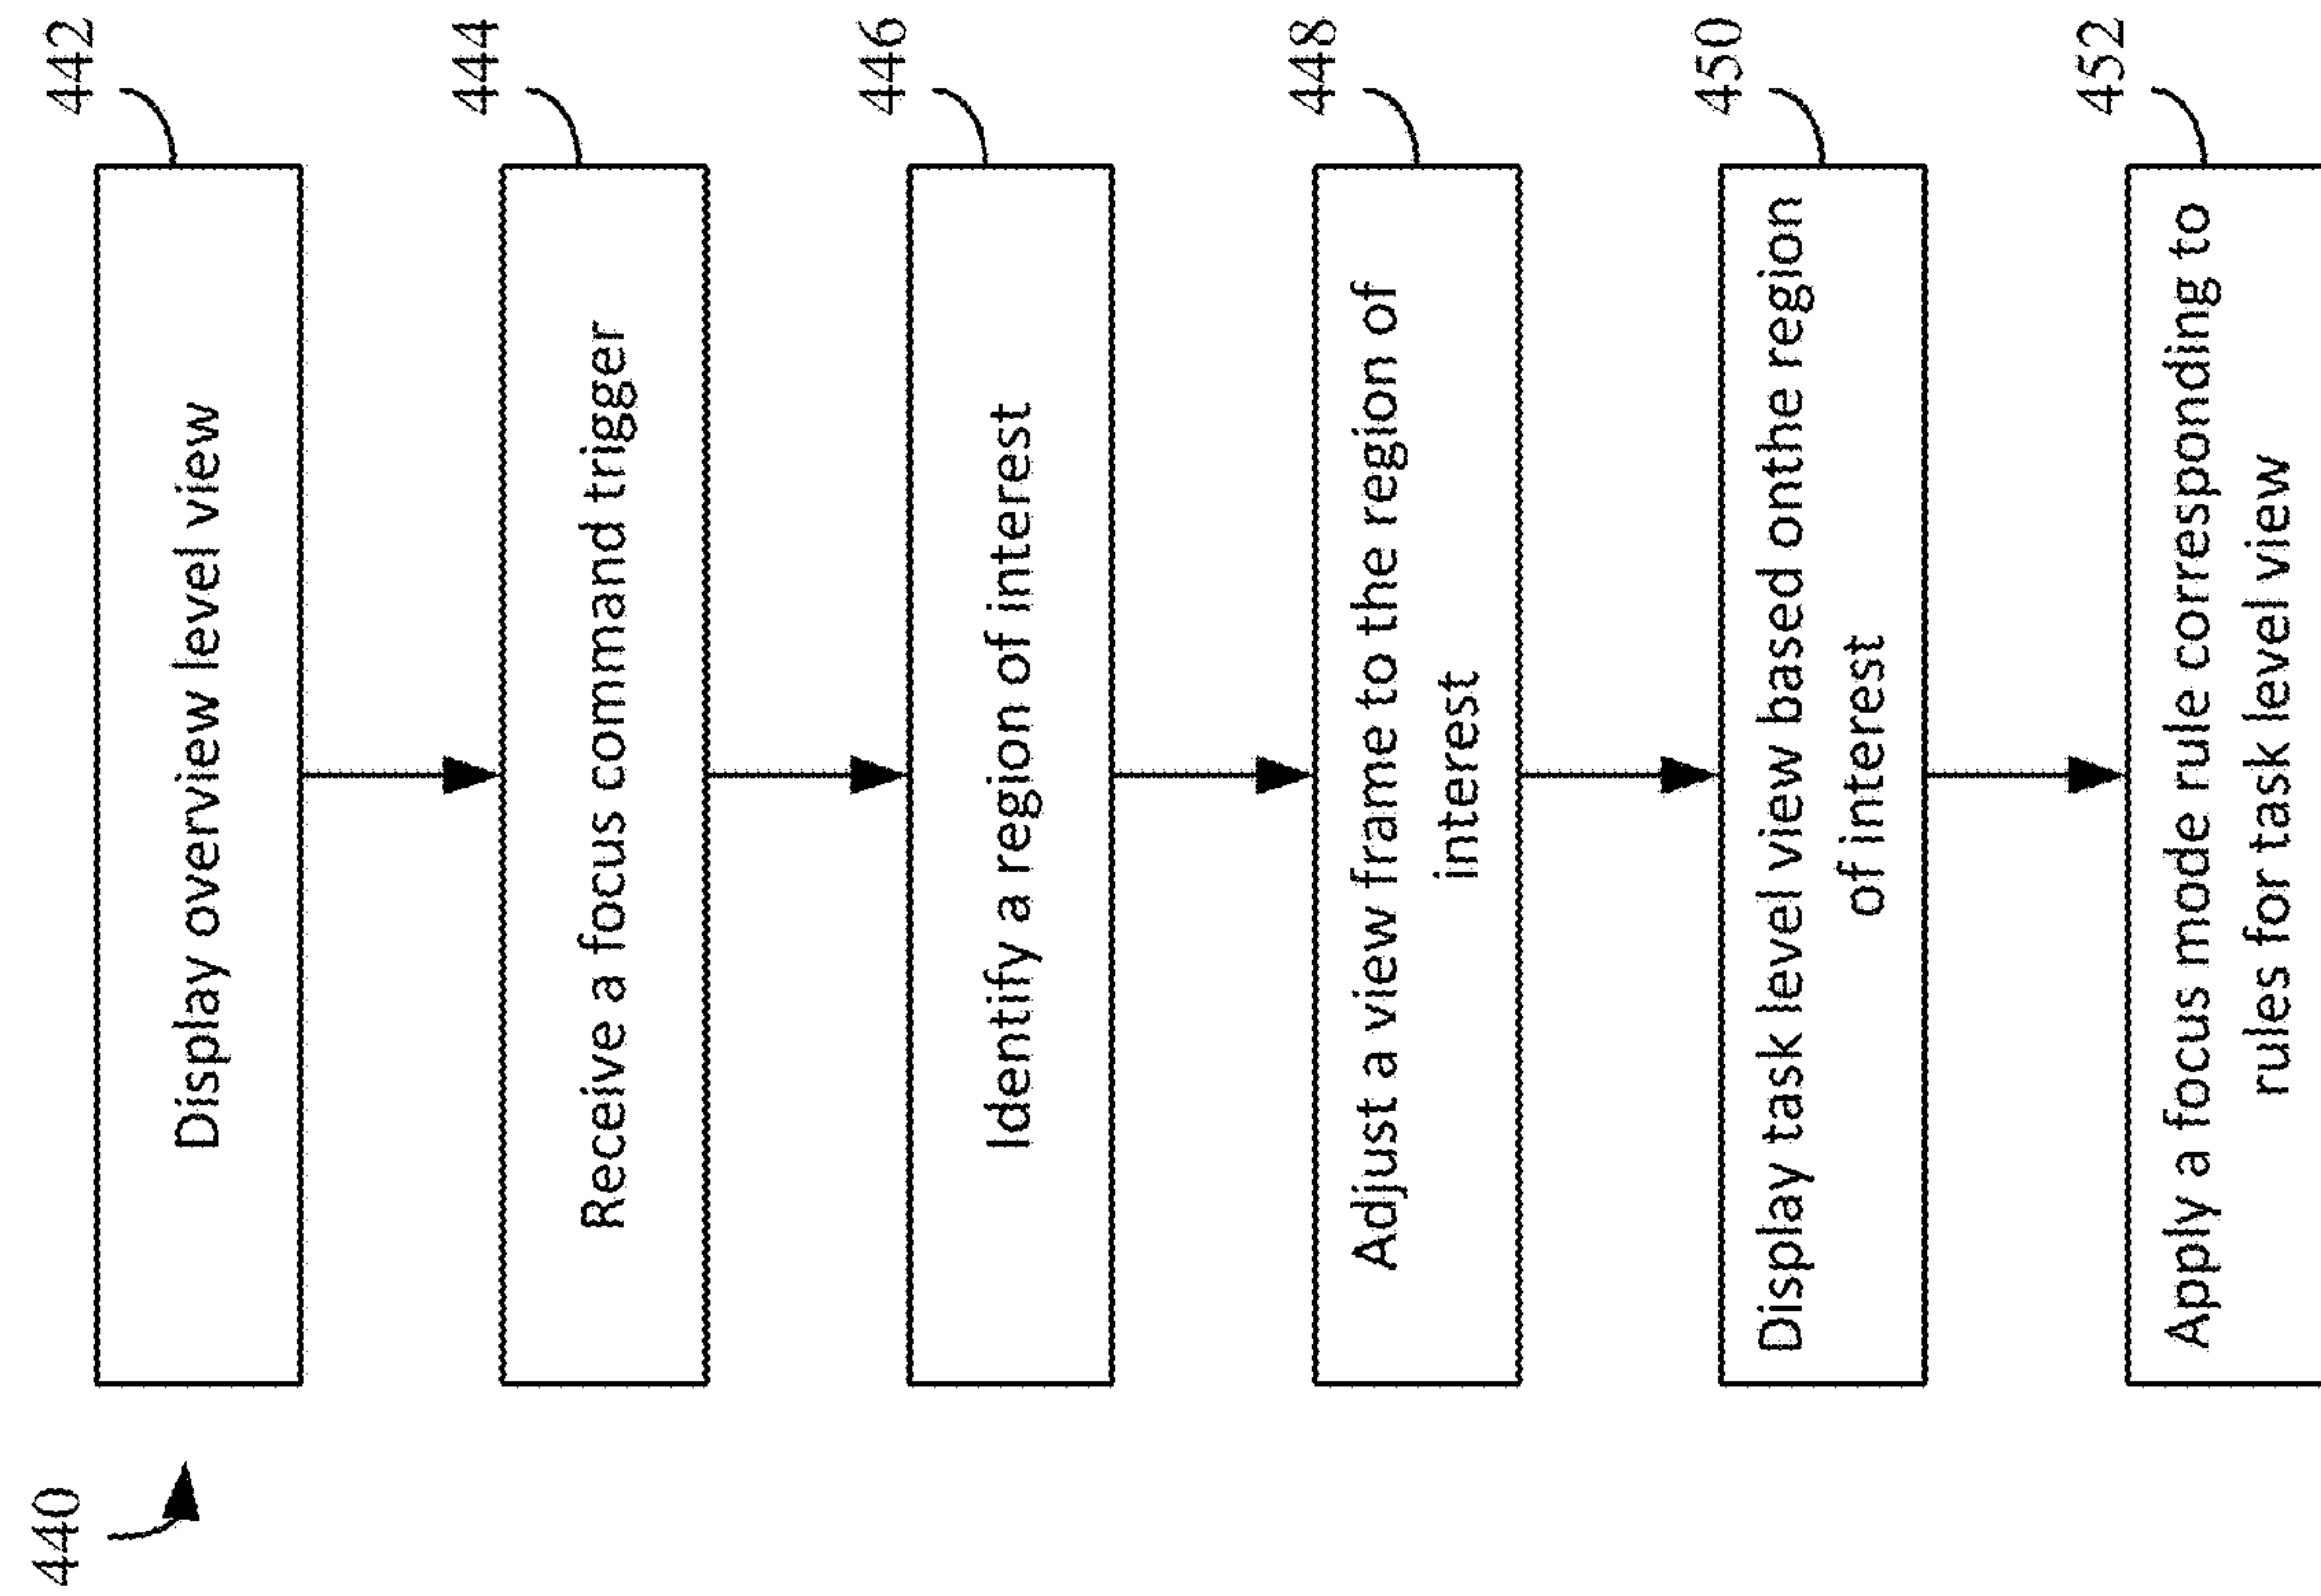 440
442
Display overview level view
444
Receive a focus command trigger
446
Identify a region of interest
448
Adjust a view frame to the region of
interest
450
Display task level view based onthe region
of interest
452
Apply a focus mode rule corresponding to
rules for task level view